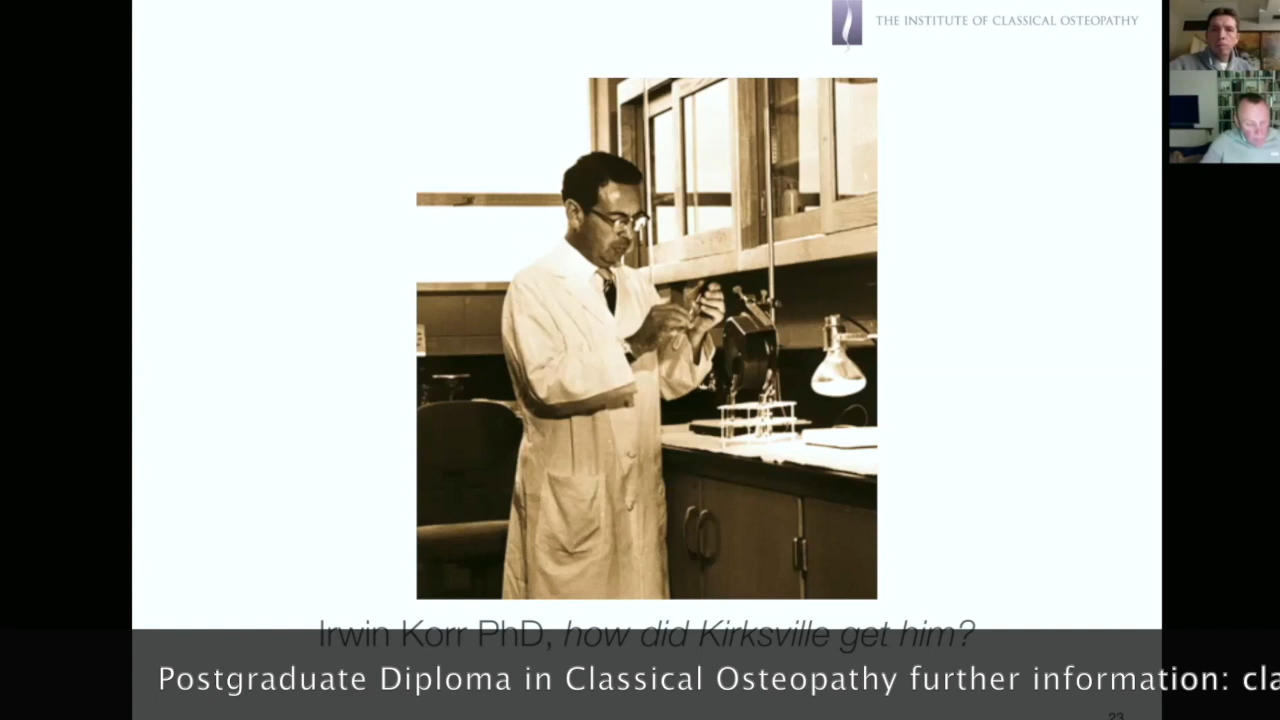 THE INSTITUTE OF CLASSICAL OSTEOPATHY
Irwin Korr PhD, how did Kirksville get him?
Postgraduate Diploma in Classical Osteopathy further information: cla
23